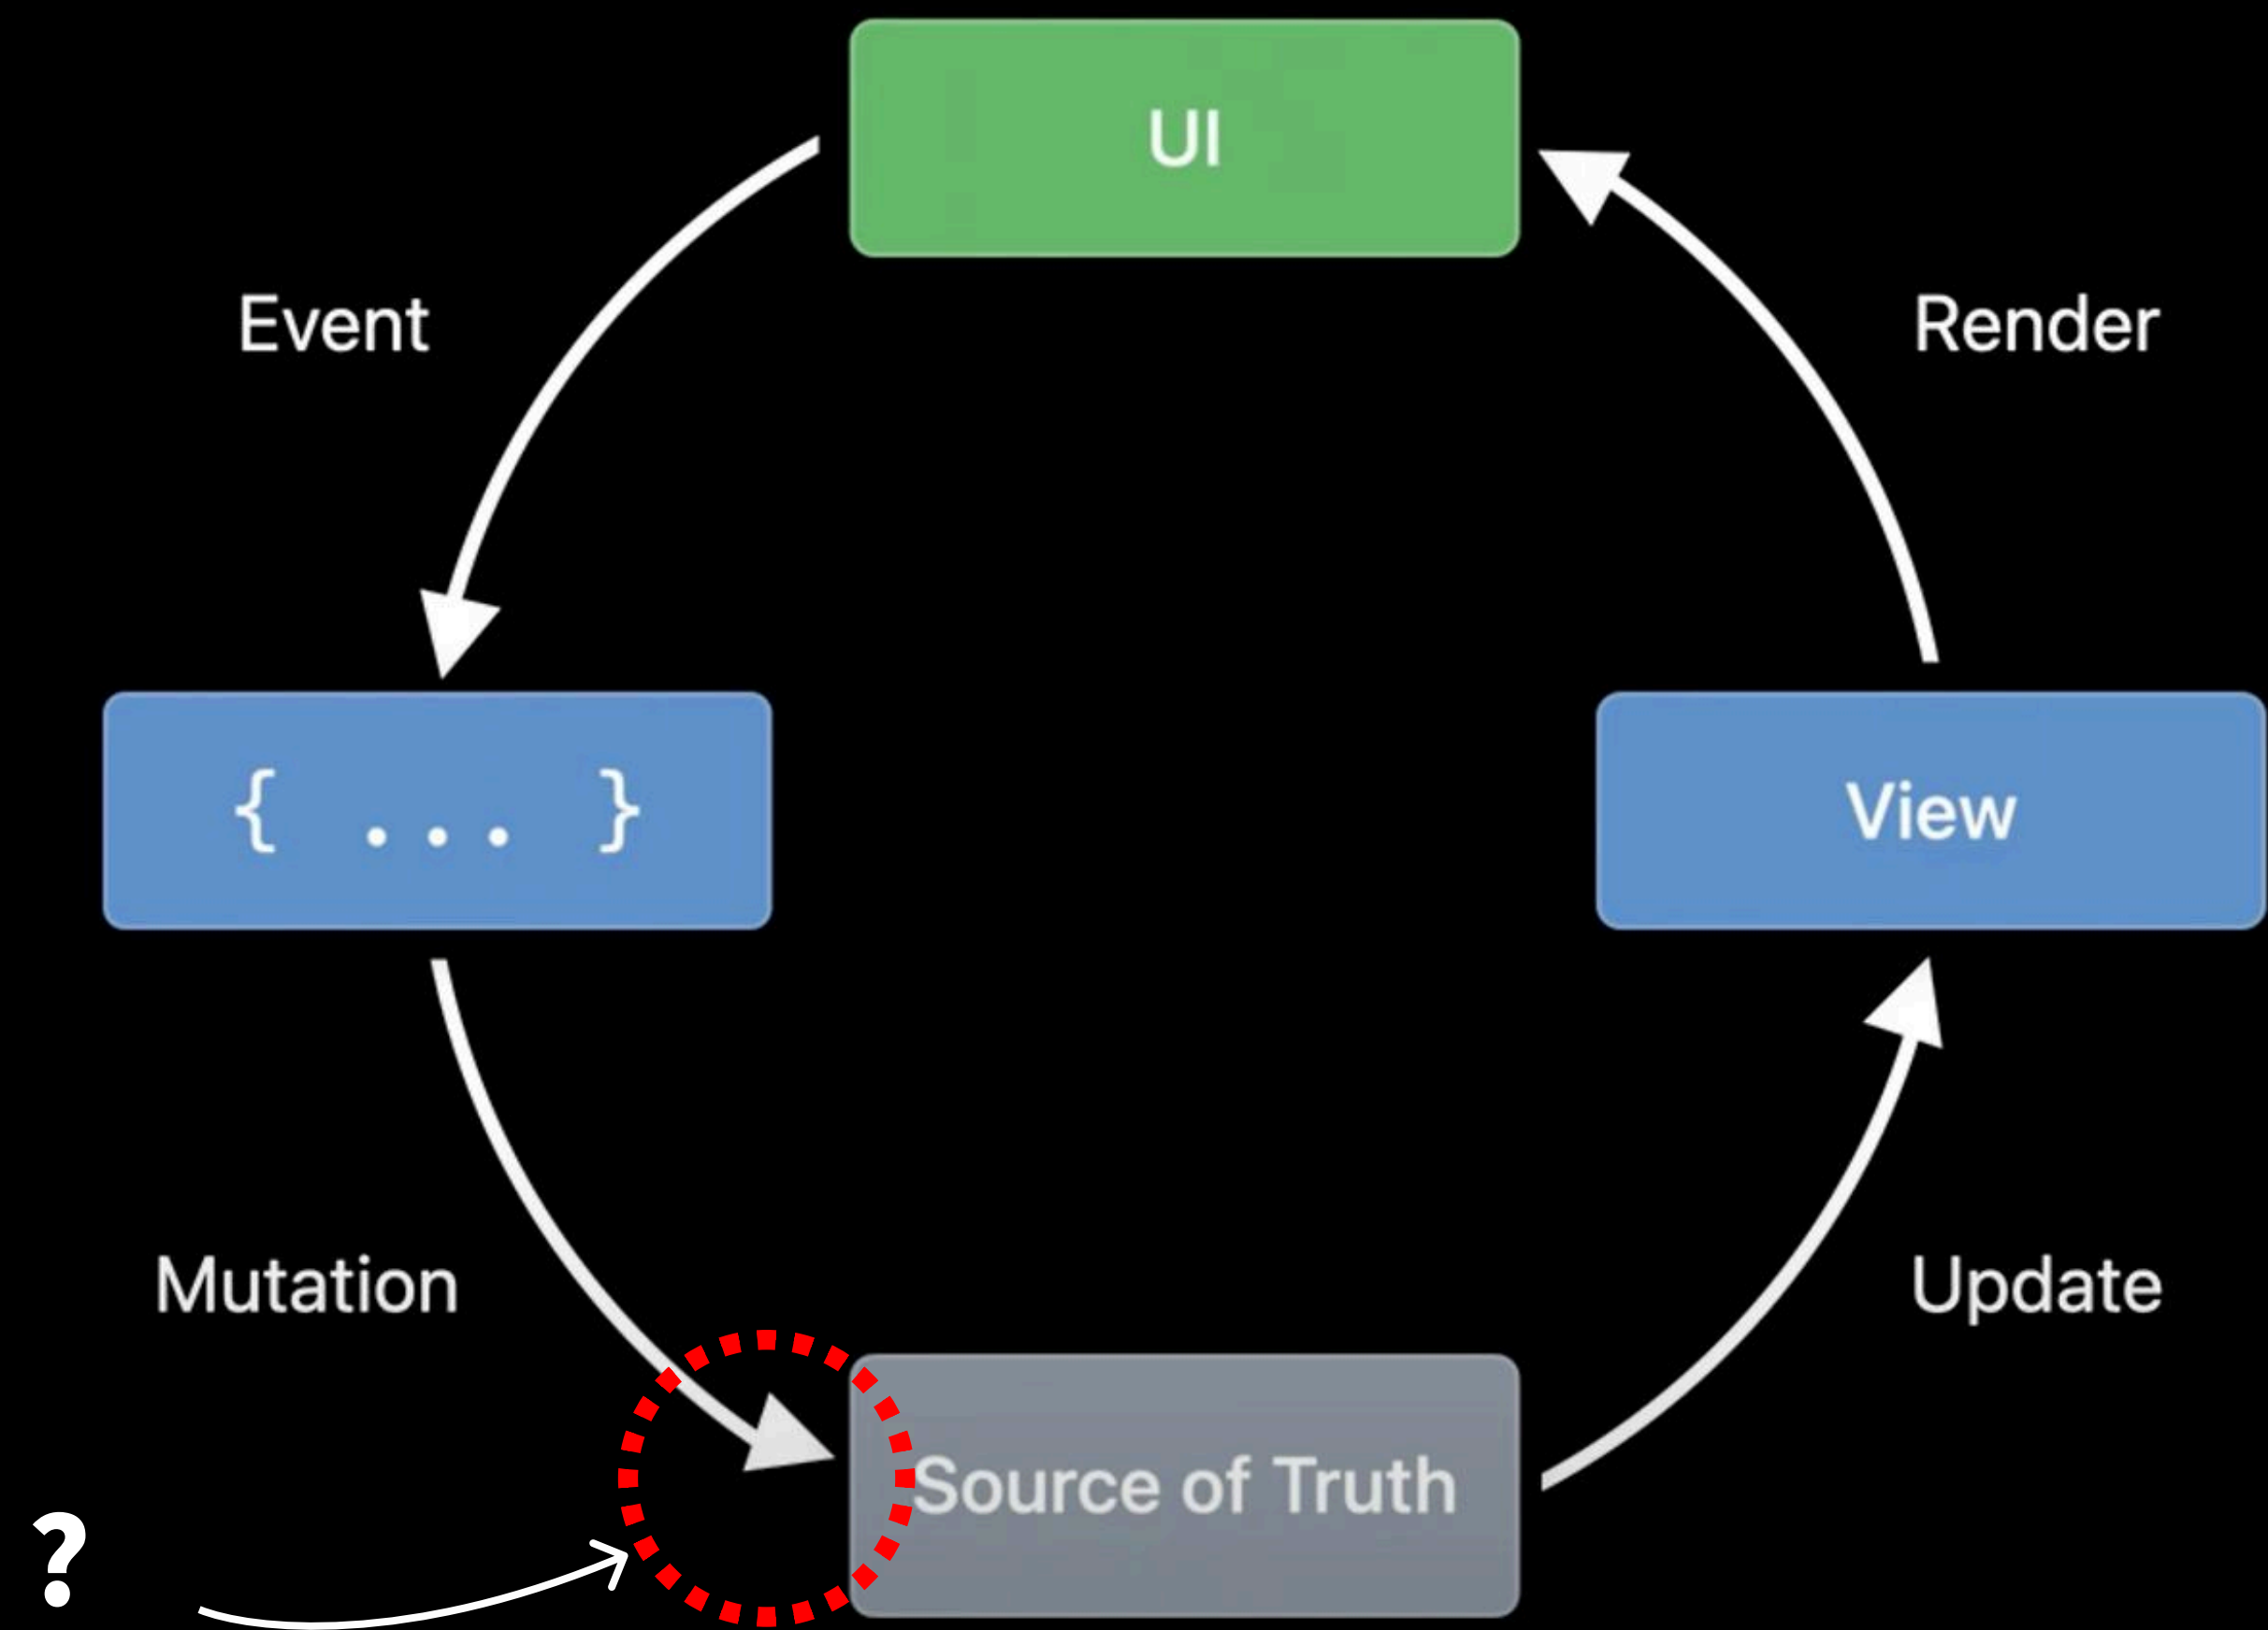 UI
Event
Render
{ ... }
View
Mutation
Update
Source of Truth
?